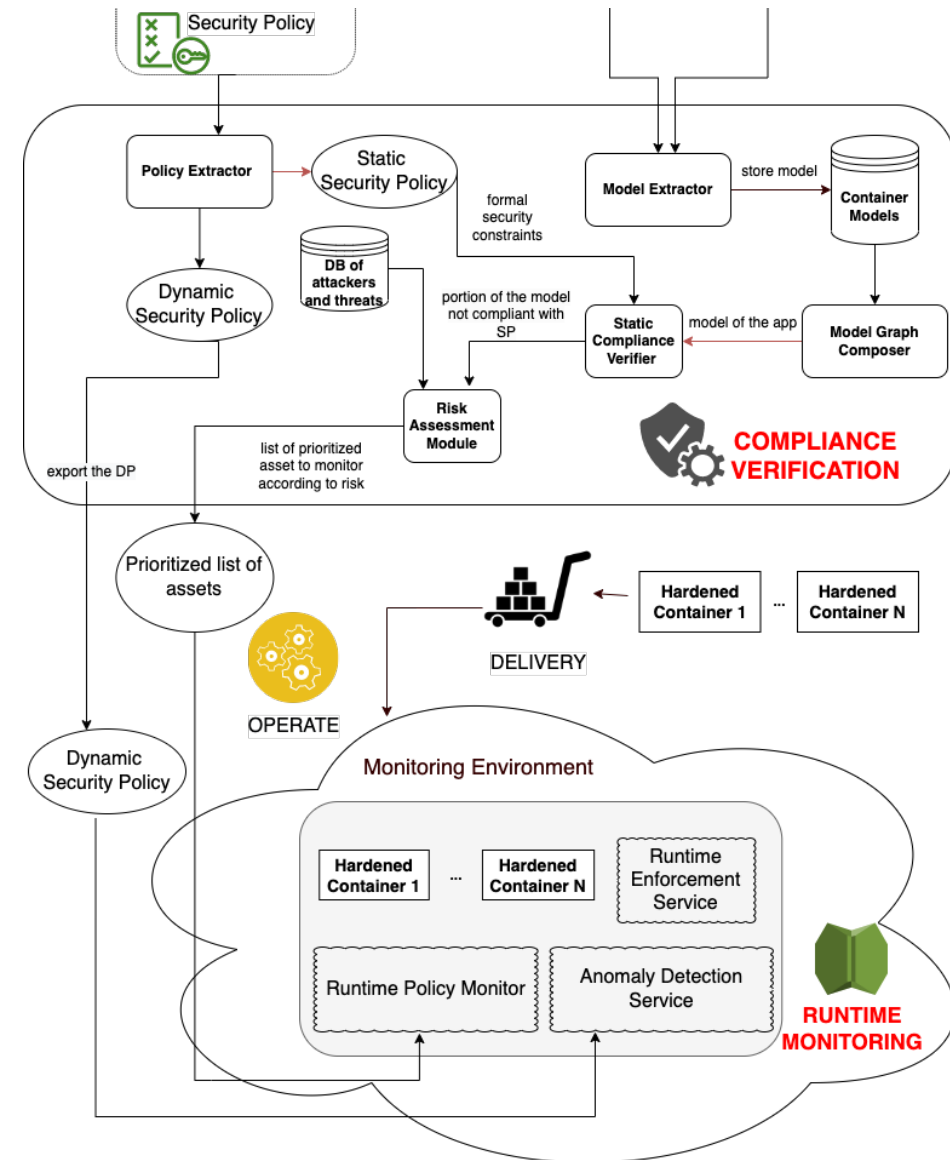 Security Policy
Policy Extractor
Static
Security Policy
Model Extractor
store model
Container
Models
formal
security
constraints
DB of
attackers
and threats
Dynamic
Security Policy
portion of the model
not compliant with
SP
Static
Compliance
Verifier
model of the app
Model Graph
Composer
Risk
Assessment
Module
list of prioritized
asset to monitor
according to risk
export the DP
COMPLIANCE
VERIFICATION
Prioritized list of
assets
Hardened
Container 1
...
Hardened
Container N
DELIVERY
OPERATE
Dynamic
Security Policy
Monitoring Environment
Hardened
Container 1
...
Hardened
Container N
Runtime
Enforcement
Service
Runtime Policy Monitor
Anomaly Detection
Service
RUNTIME
MONITORING